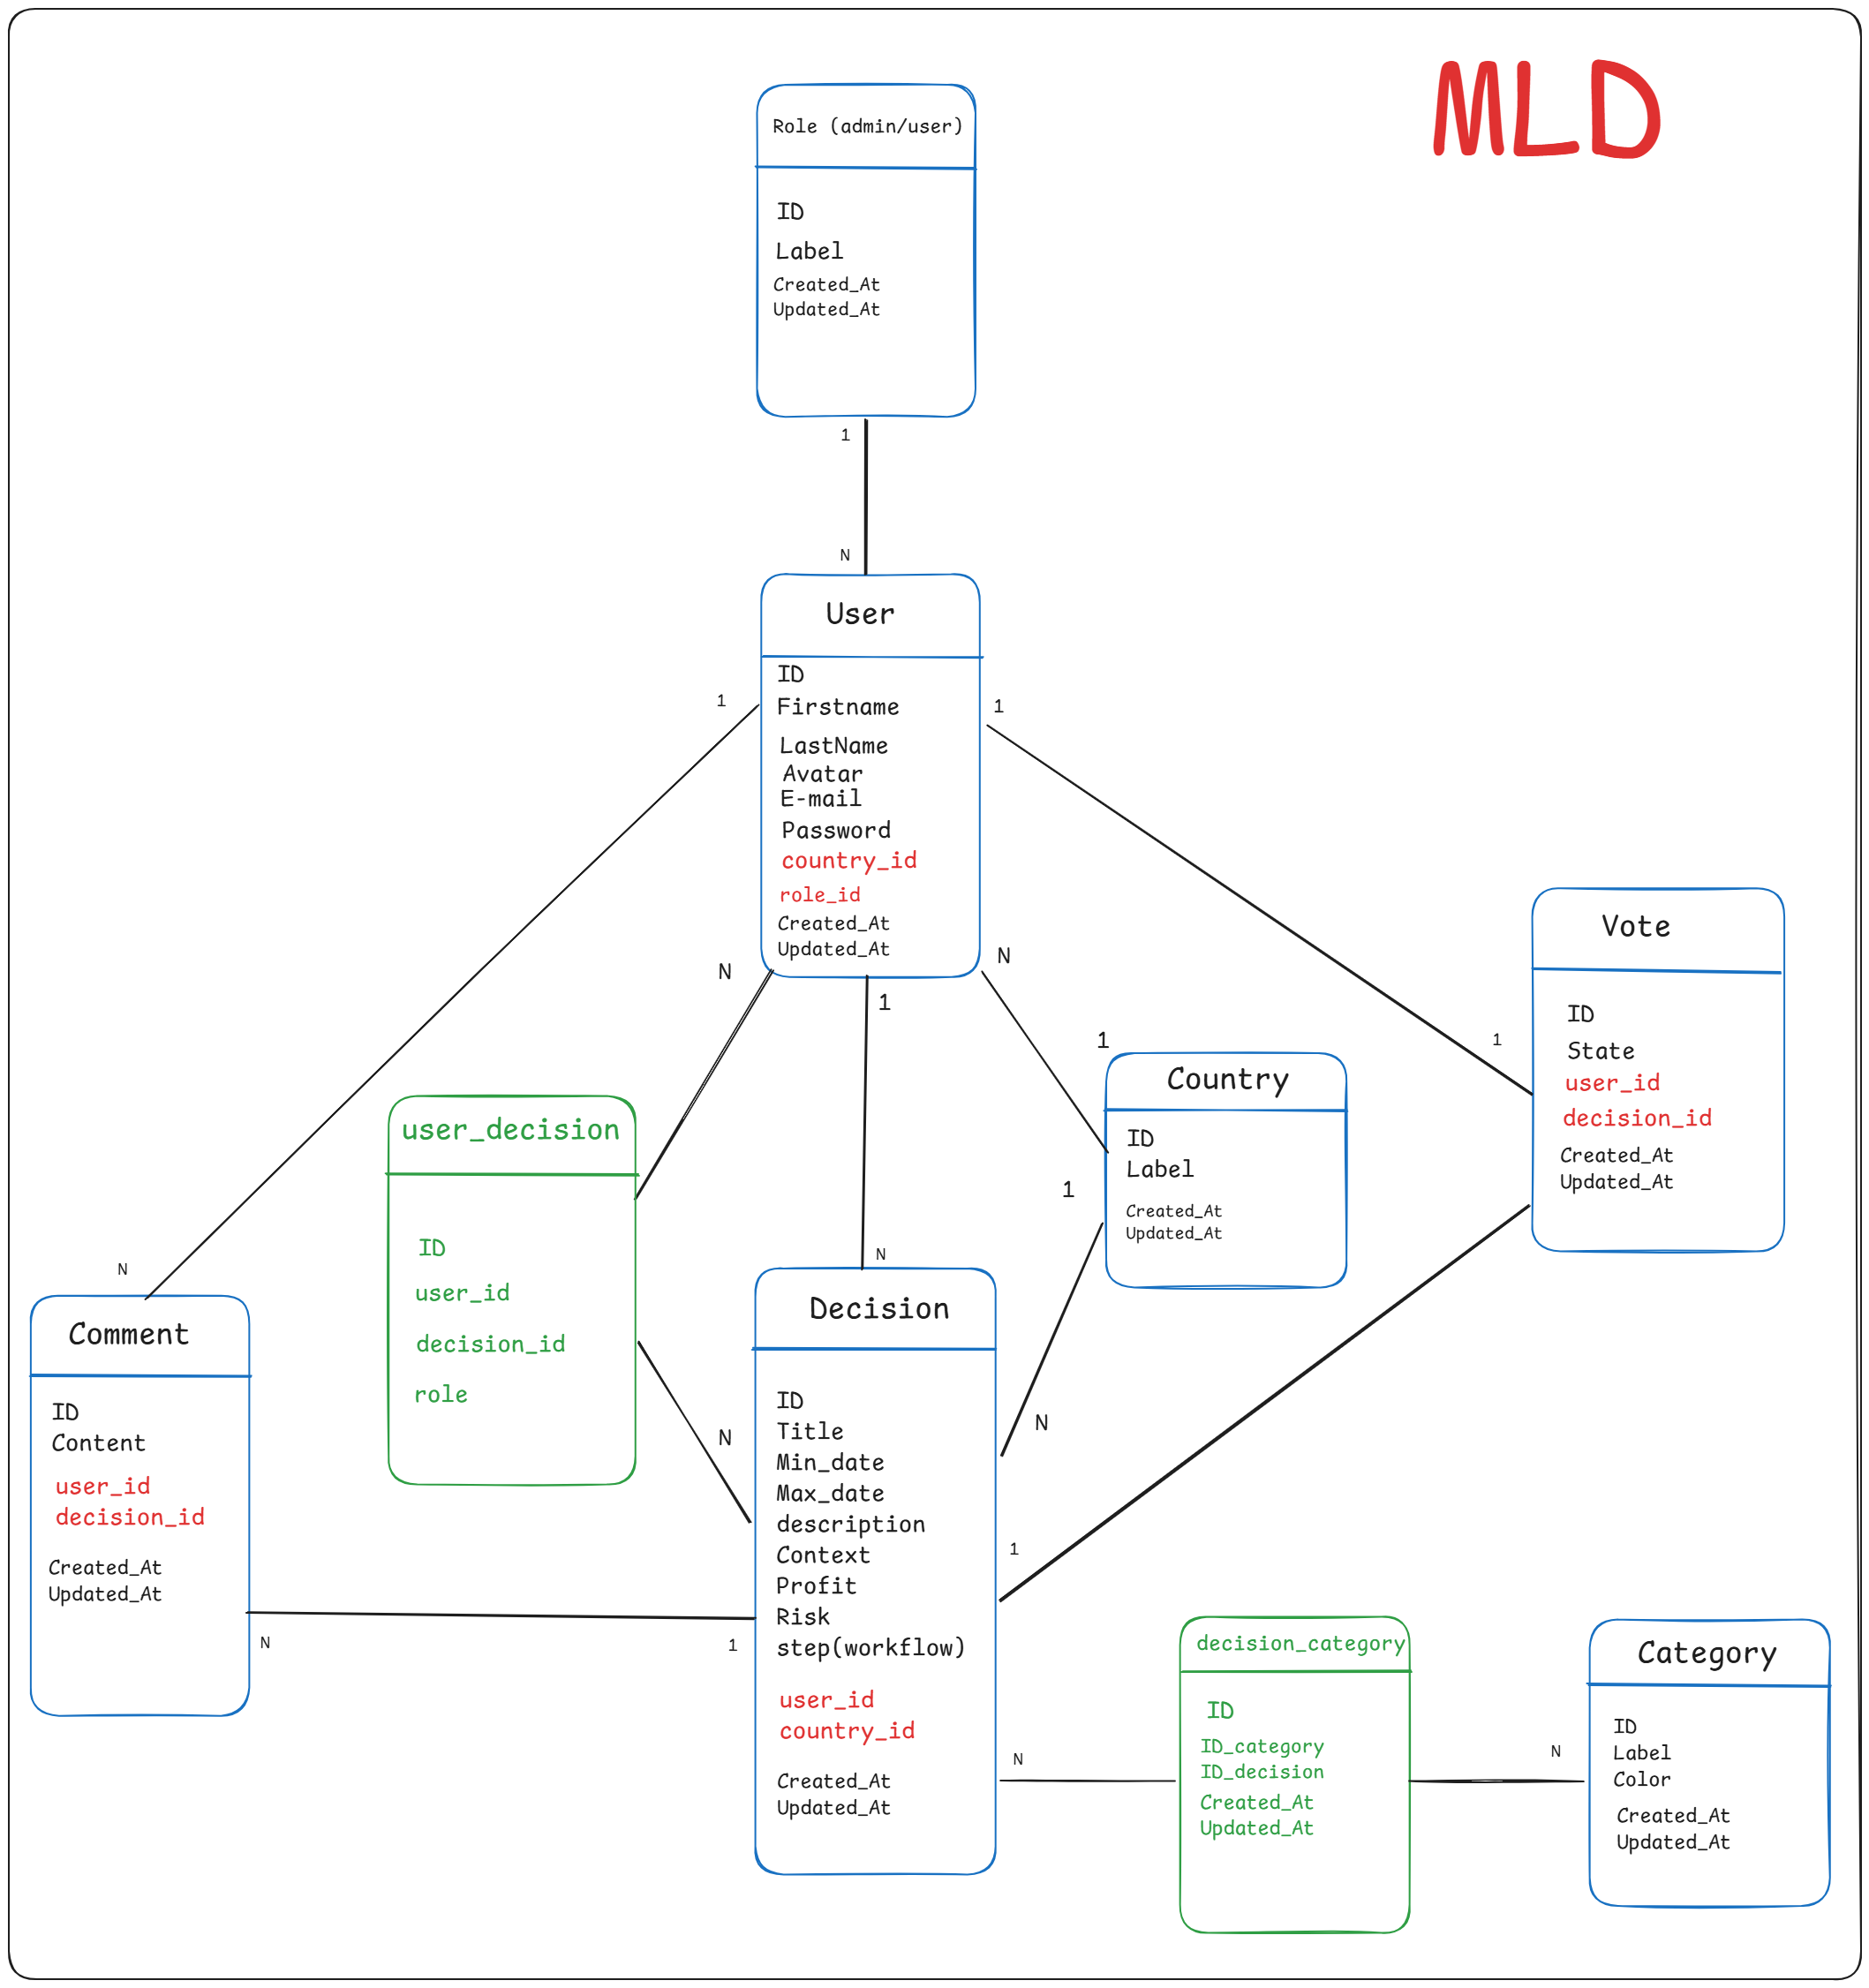 MLD
Role (admin/user)
ID
Label
Created_At
Updated_At
1
N
User
ID
Firstname
LastName
Avatar
E-mail
Password
country_id
role_id
Created_At
Updated_At
1
1
N
1
N
Vote
ID
State
user_id
decision_id
Created_At
Updated_At
1
1
Country
ID
Label
Created_At
Updated_At
1
N
user_decision
ID
user_id
decision_id
role
N
N
N
Comment
ID
Content
user_id
decision_id
Created_At
Updated_At
N
1
Decision
ID
Title
Min_date
Max_date
description
Context
Profit
Risk
step(workflow)
user_id
country_id
Created_At
Updated_At
1
N
decision_category
ID
ID_category
ID_decision
Created_At
Updated_At
N
Category
ID
Label
Color
Created_At
Updated_At